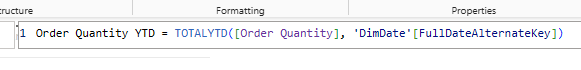 ructure Formatting Properties
1 Order Quantity YTD = TOTALYTD([Order Quantity], 'DimDate'[FullDateAlternateKey])